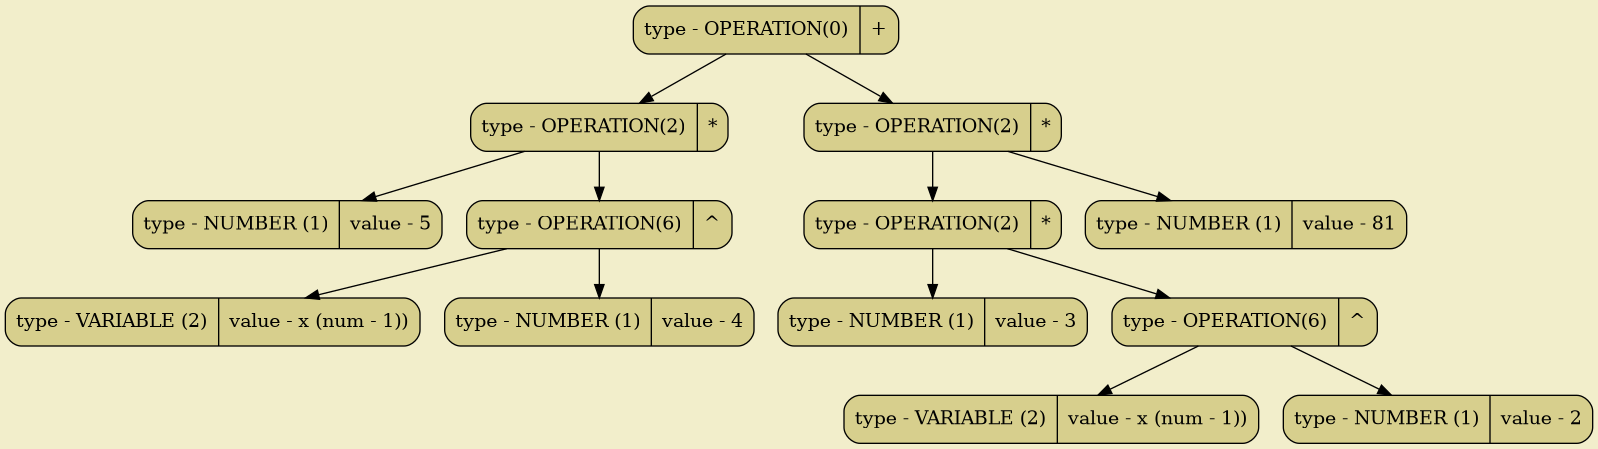 type - OPERATION(0) +
type - OPERATION(2) *
type - OPERATION(2) *
type - NUMBER (1) value - 5
type - OPERATION(6) ^
type - OPERATION(2) *
type - NUMBER (1) value - 81
type - VARIABLE (2) value - x (num - 1))
type - NUMBER (1) value - 4
type - NUMBER (1) value - 3
type - OPERATION(6) ^
type - VARIABLE (2) value - x (num - 1))
type - NUMBER (1) value - 2